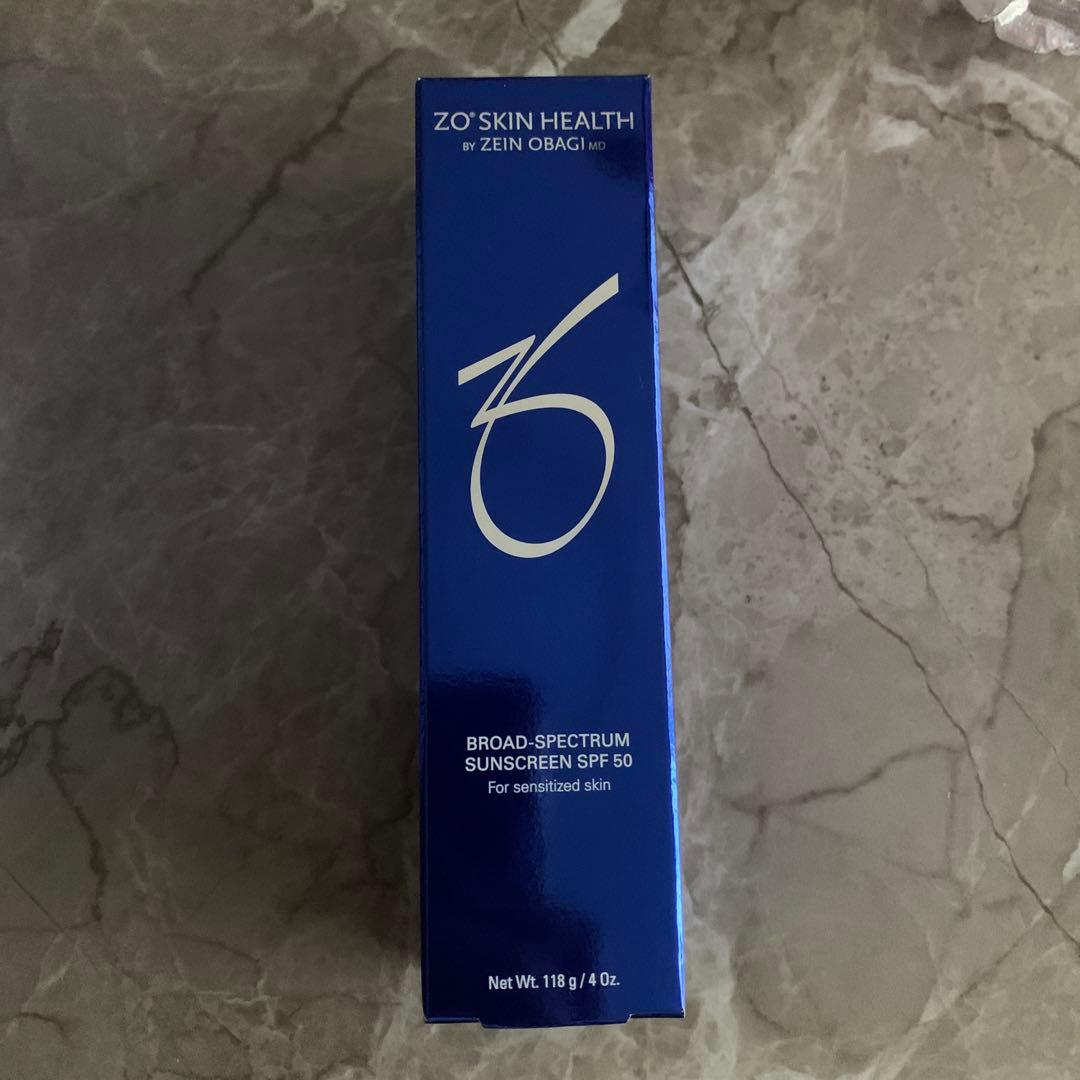 ZO® SKIN HEALTH
BY ZEIN OBAGI MD
BROAD-SPECTRUM
SUNSCREEN SPF 50
For sensitized skin
Net Wt. 118 g / 4 Oz.